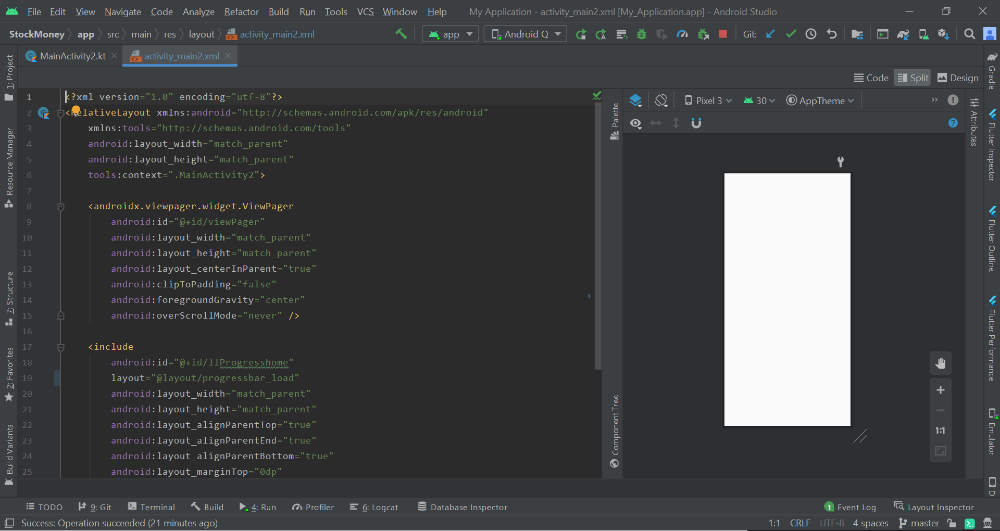 File Edit View Navigate Code Analyze Refactor Build Run Tools VCS Window Help My Application - activity_main2.xml [My_Application.app] - Android Studio
StockMoney app src main res layout activity_main2.xml app Android Q Git:
MainActivity2.kt activity_main2.xml
Code Split Design
1 <?xml version="1.0" encoding="utf-8"?>
2 <RelativeLayout xmlns:android="http://schemas.android.com/apk/res/android"
3 xmlns:tools="http://schemas.android.com/tools"
4 android:layout_width="match_parent"
5 android:layout_height="match_parent"
6 tools:context=".MainActivity2">
7
8 <androidx.viewpager.widget.ViewPager
9 android:id="@+id/viewPager"
10 android:layout_width="match_parent"
11 android:layout_height="match_parent"
12 android:layout_centerInParent="true"
13 android:clipToPadding="false"
14 android:foregroundGravity="center"
15 android:overScrollMode="never" />
16
17 <include
18 android:id="@+id/llProgresshome"
19 layout="@layout/progressbar_load"
20 android:layout_width="match_parent"
21 android:layout_height="match_parent"
22 android:layout_alignParentTop="true"
23 android:layout_alignParentEnd="true"
24 android:layout_alignParentBottom="true"
25 android:layout_marginTop="0dp"
1: Project
Resource Manager
7: Structure
2: Favorites
Build Variants
Palette
Component Tree
Pixel 3 30 AppTheme »
?
1:1
Attributes
Gradle
Flutter Inspector
Flutter Outline
Flutter Performance
Emulator
D
TODO 9: Git Terminal Build 4: Run Profiler 6: Logcat Database Inspector 1 Event Log Layout Inspector
Success: Operation succeeded (21 minutes ago) 1:1 CRLF UTF-8 4 spaces master